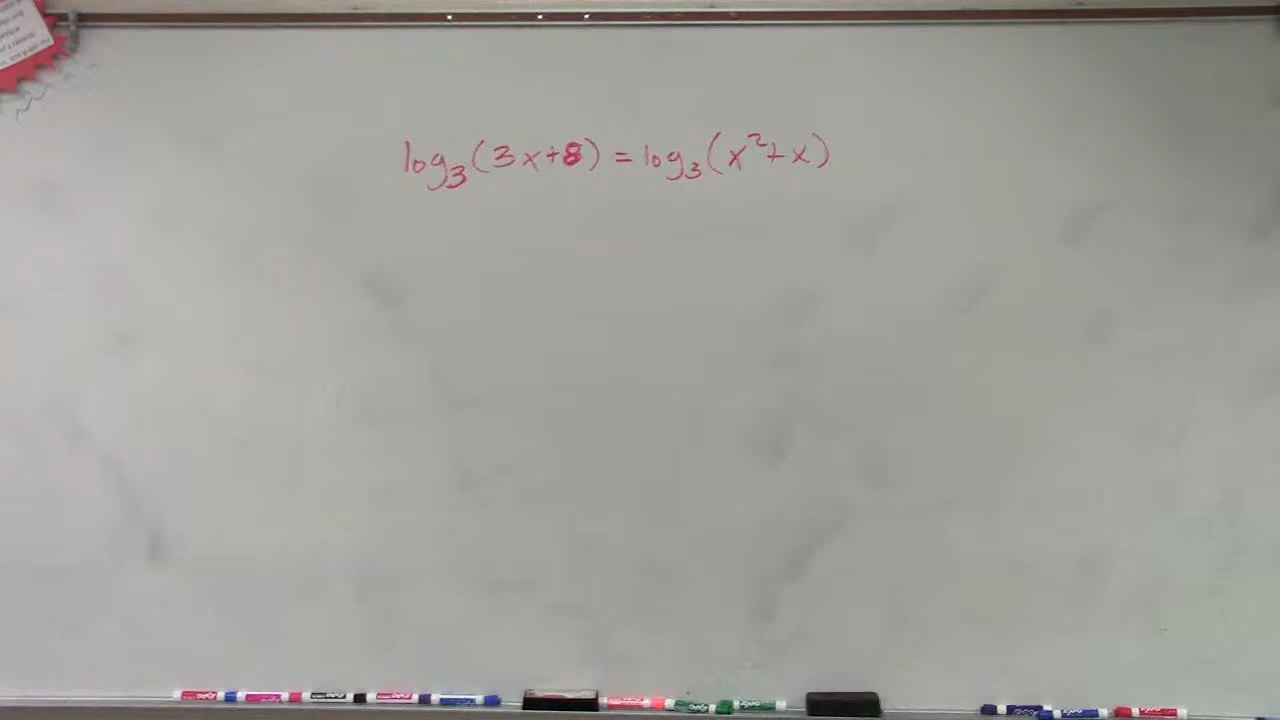 log₃(3x+8) = log₃(x²+x)